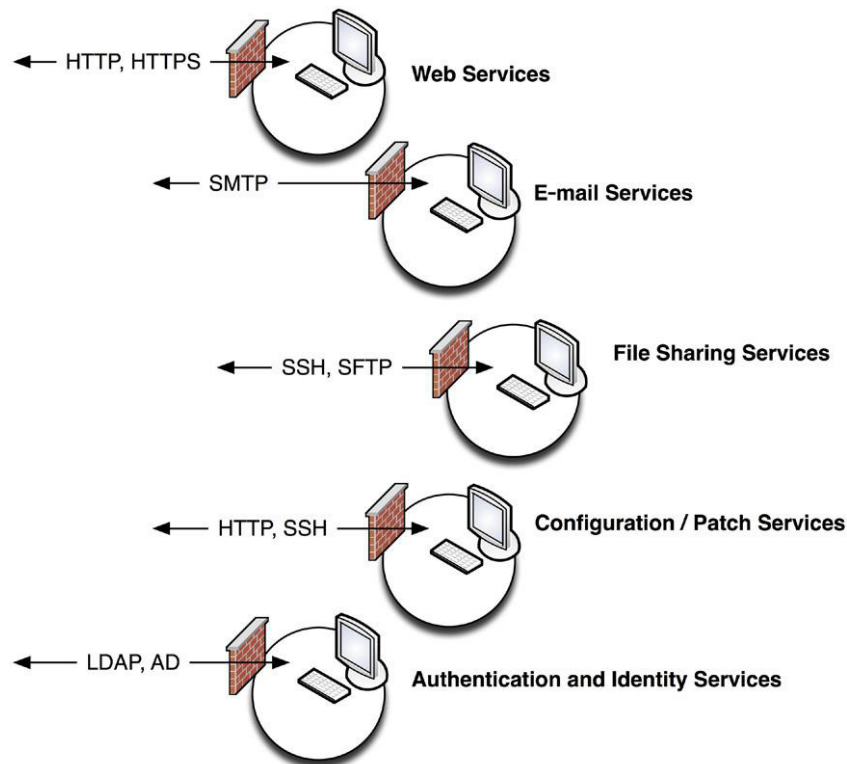 HTTP, HTTPS
Web Services
SMTP
E-mail Services
SSH, SFTP
File Sharing Services
HTTP, SSH
Configuration / Patch Services
LDAP, AD
Authentication and Identity Services